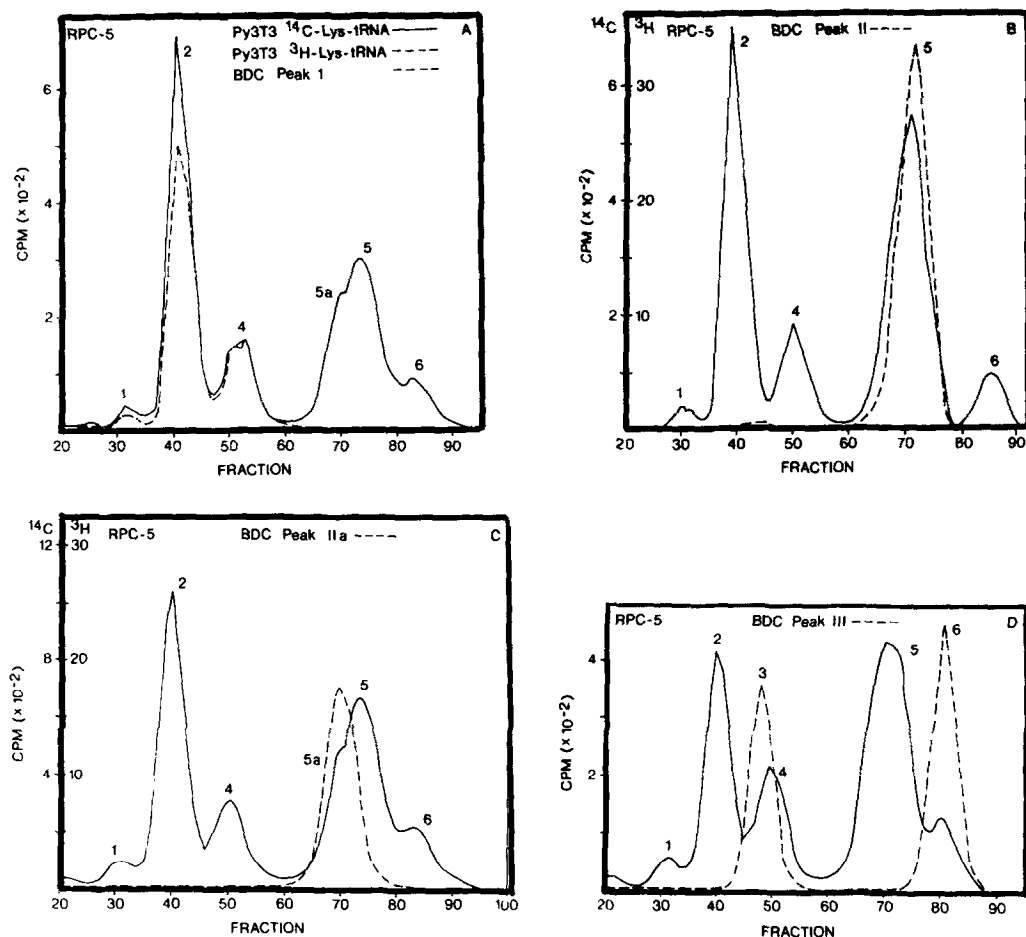 RPC-5
Py3T3 ¹⁴C-Lys-tRNA
A
Py3T3 ³H-Lys-tRNA
BDC Peak 1
CPM (× 10⁻²)
6
4
2
1
2
4
5a
5
6
20 30 40 50 60 70 80 90
FRACTION
¹⁴C ³H RPC-5 BDC Peak II
B
CPM (× 10⁻²)
6 30
4 20
2 10
1
2
4
5
6
20 30 40 50 60 70 80 90
FRACTION
¹⁴C ³H RPC-5 BDC Peak IIa
C
CPM (× 10⁻²)
12 30
8 20
4 10
1
2
4
5a
5
6
20 30 40 50 60 70 80 90 100
FRACTION
RPC-5 BDC Peak III
D
CPM (× 10⁻²)
4
2
1
2
3
4
5
6
20 30 40 50 60 70 80 90
FRACTION